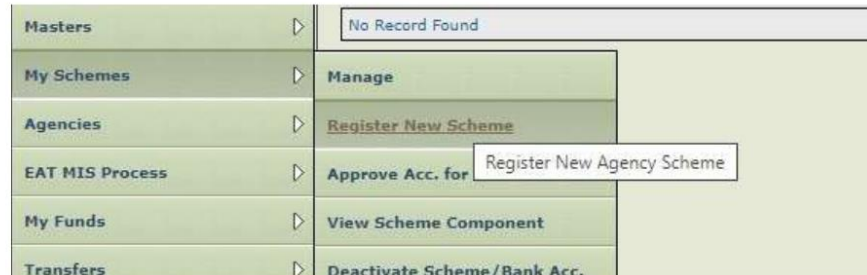 Masters
No Record Found
My Schemes
Manage
Agencies
Register New Scheme
Register New Agency Scheme
EAT MIS Process
Approve Acc. for
My Funds
View Scheme Component
Transfers
Deactivate Scheme/Bank Acc.